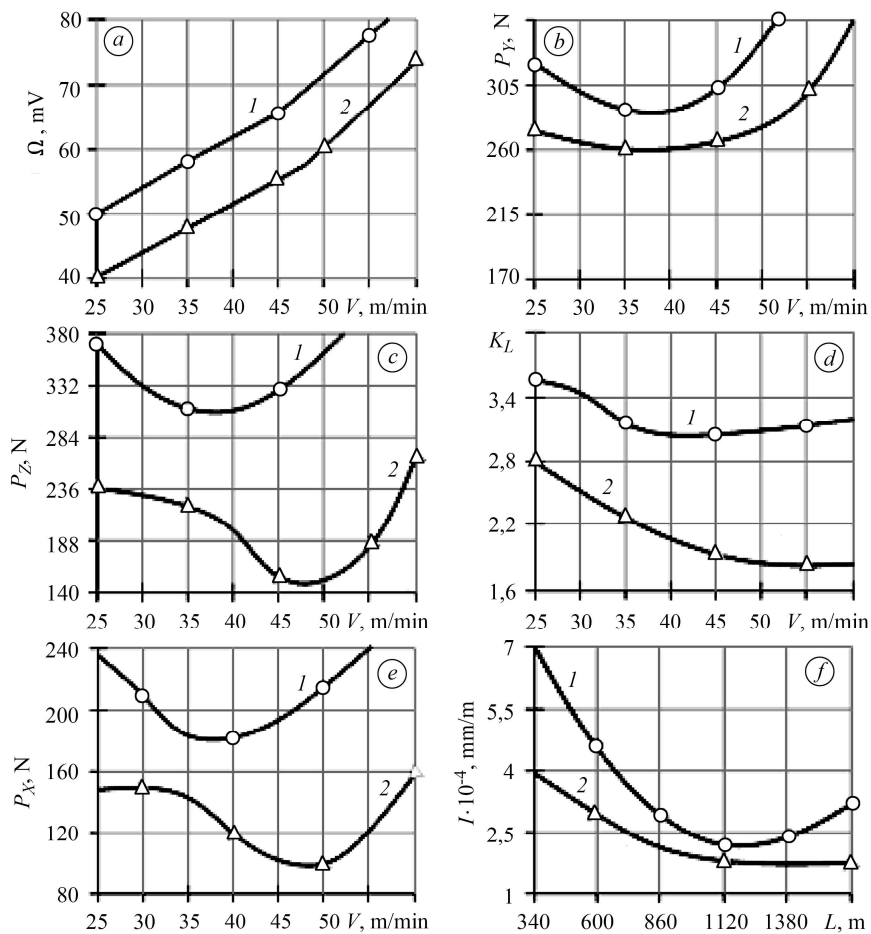 a
Ω, mV
80
70
60
50
40
1
2
25 30 35 40 45 50 V, m/min
b
P_Y, N
305
260
215
170
1
2
25 30 35 40 45 50 V, m/min
c
P_Z, N
380
332
284
236
188
140
1
2
25 30 35 40 45 50 V, m/min
d
K_L
3,4
2,8
2,2
1,6
1
2
25 30 35 40 45 50 V, m/min
e
P_X, N
240
200
160
120
80
1
2
25 30 35 40 45 50 V, m/min
f
I·10⁻⁴, mm/m
7
5,5
4
2,5
1
1
2
340 600 860 1120 1380 L, m